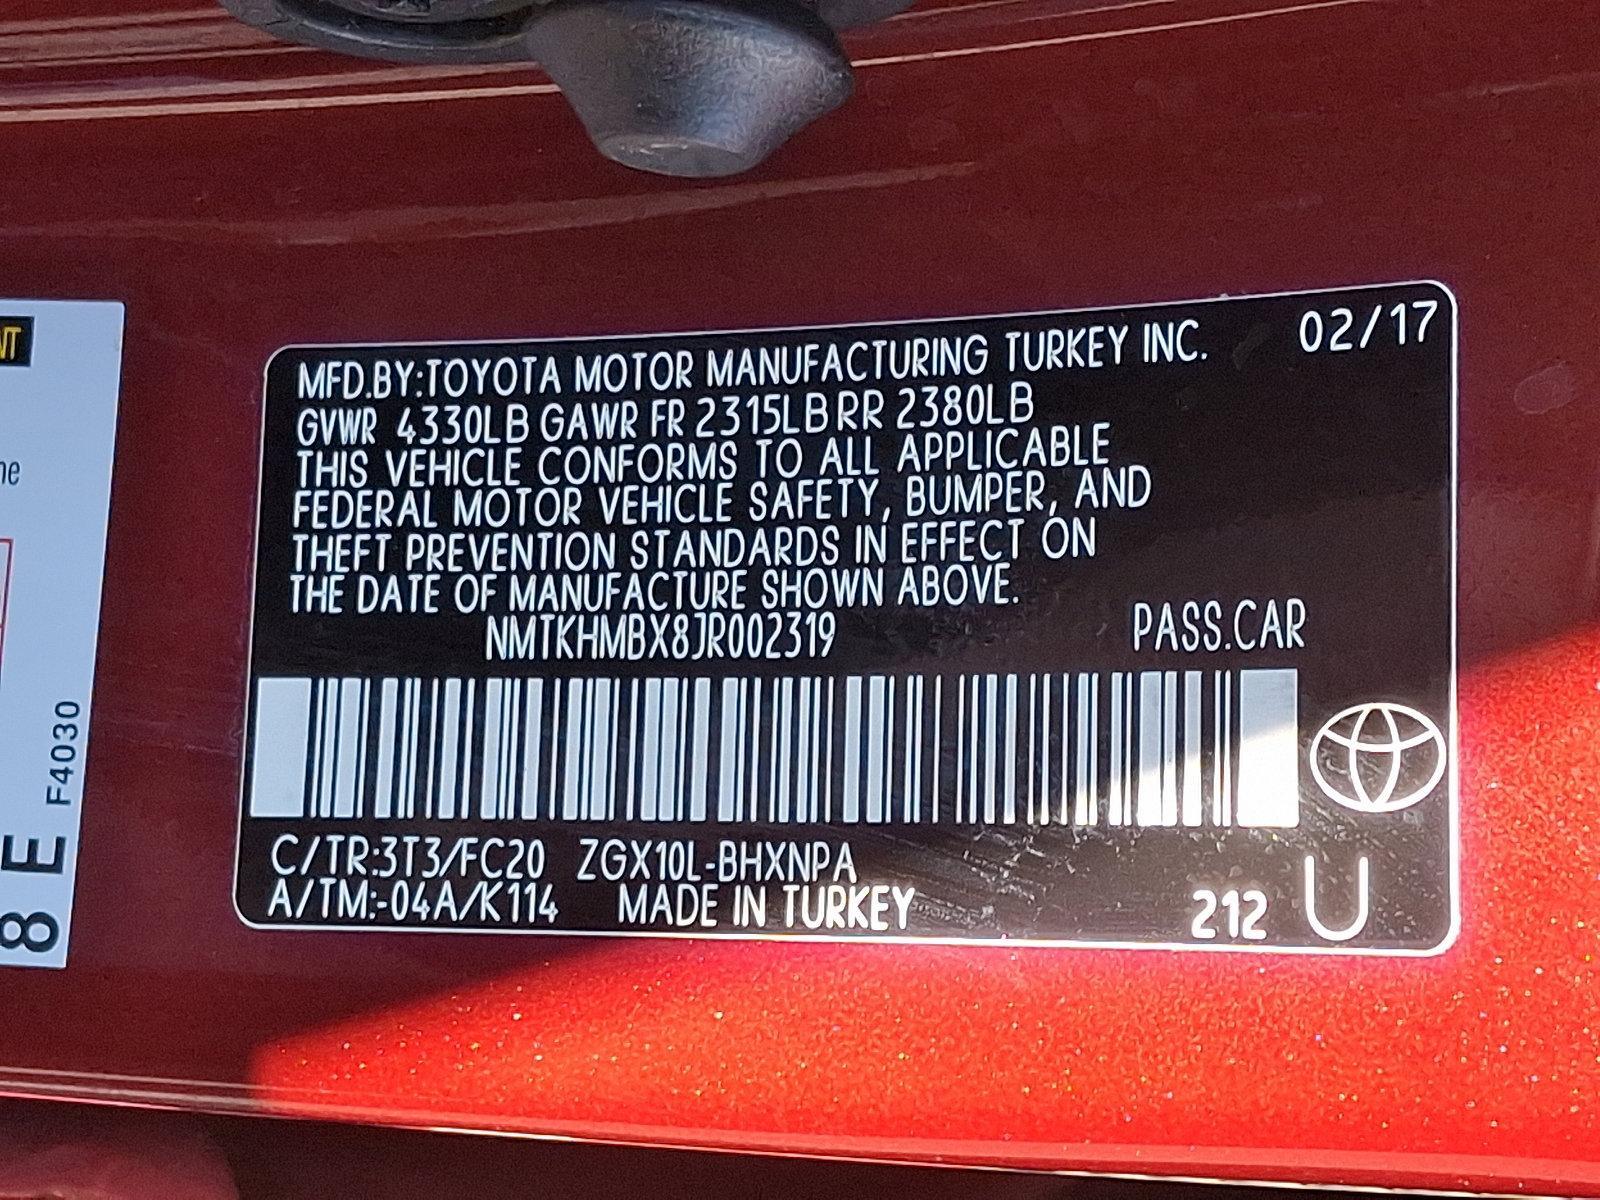 MFD.BY:TOYOTA MOTOR MANUFACTURING TURKEY INC. 02/17
GVWR 4330LB GAWR FR 2315LB RR 2380LB
THIS VEHICLE CONFORMS TO ALL APPLICABLE
FEDERAL MOTOR VEHICLE SAFETY, BUMPER, AND
THEFT PREVENTION STANDARDS IN EFFECT ON
THE DATE OF MANUFACTURE SHOWN ABOVE.
NMTKHMBX8JR002319 PASS.CAR
C/TR:3T3/FC20 ZGX10L-BHXNPA
A/TM:-04A/K114 MADE IN TURKEY 212 U
8 E F4030